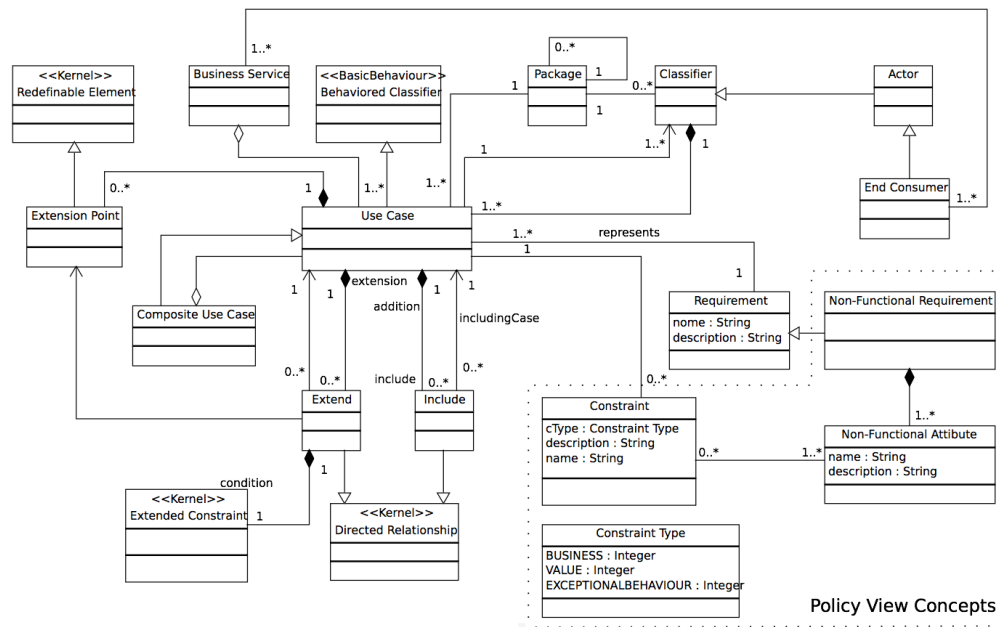 1..*
0..*
<<Kernel>>
Redefinable Element
Business Service
<<BasicBehaviour>>
Behaviored Classifier
1
Package
1
0..*
Classifier
Actor
1
1
1..*
1
0..*
1
1..*
1..*
1..*
End Consumer
1..*
Extension Point
Use Case
1..*
represents
1
1
extension
1
1
1
1
addition
includingCase
Composite Use Case
Requirement
nome : String
description : String
Non-Functional Requirement
0..*
0..*
include
0..*
0..*
0..*
Extend
Include
Constraint
cType : Constraint Type
description : String
name : String
0..*
1..*
1..*
Non-Functional Attibute
name : String
description : String
1
condition
<<Kernel>>
Extended Constraint
1
<<Kernel>>
Directed Relationship
Constraint Type
BUSINESS : Integer
VALUE : Integer
EXCEPTIONALBEHAVIOUR : Integer
Policy View Concepts